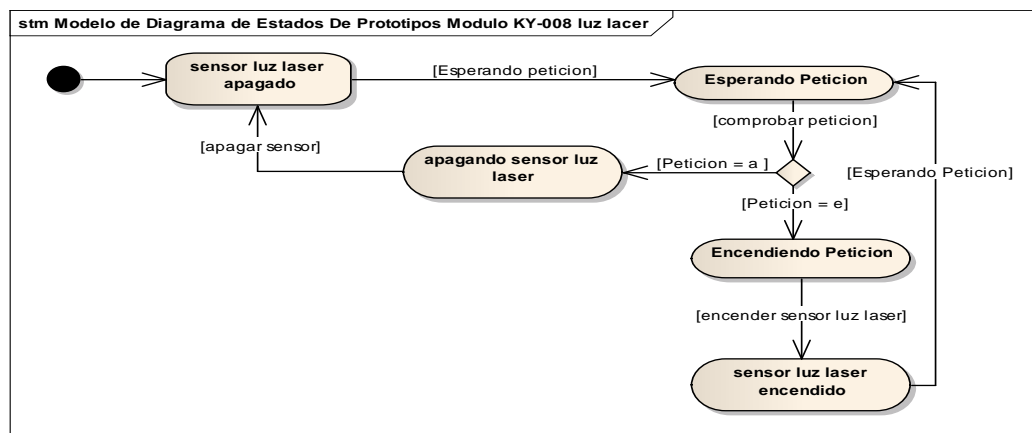 stm Modelo de Diagrama de Estados De Prototipos Modulo KY-008 luz lacer
sensor luz laser
apagado
[Esperando peticion]
Esperando Peticion
[comprobar peticion]
[apagar sensor]
apagando sensor luz
laser
[Peticion = a ]
[Esperando Peticion]
[Peticion = e]
Encendiendo Peticion
[encender sensor luz laser]
sensor luz laser
encendido